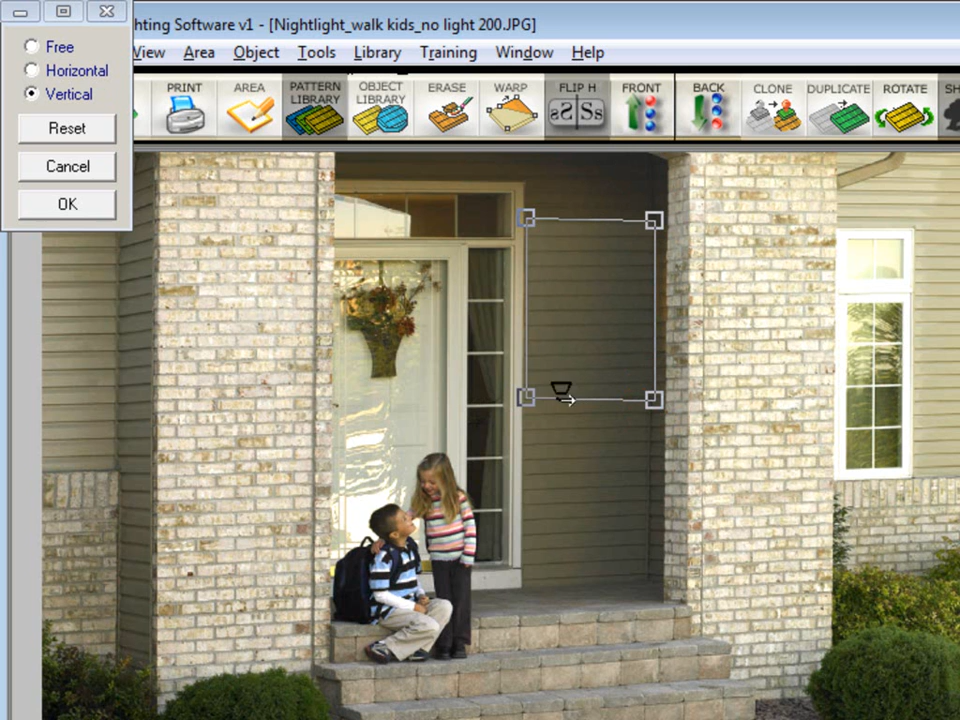 hting Software v1 - [Nightlight_walk kids_no light 200.JPG]
View Area Object Tools Library Training Window Help
PRINT AREA PATTERN LIBRARY OBJECT LIBRARY ERASE WARP FLIP H FRONT BACK CLONE DUPLICATE ROTATE SH
Free
Horizontal
Vertical
Reset
Cancel
OK